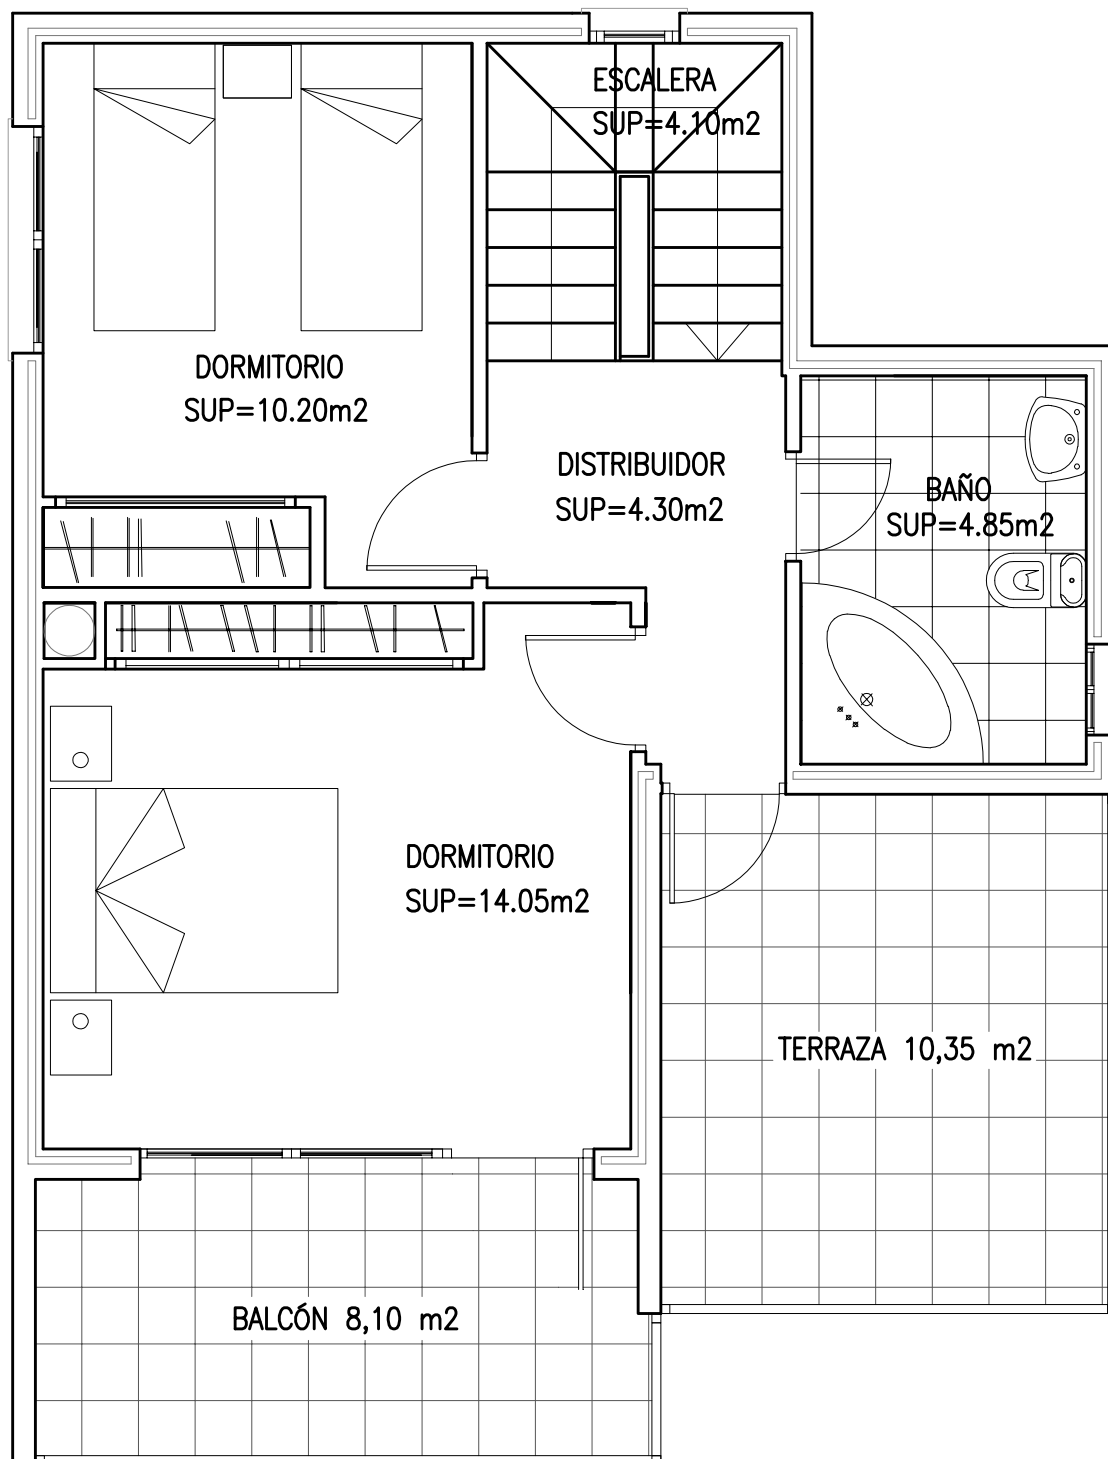 ESCALERA
SUP=4.10m2
DORMITORIO
SUP=10.20m2
DISTRIBUIDOR
SUP=4.30m2
BAÑO
SUP=4.85m2
DORMITORIO
SUP=14.05m2
TERRAZA 10,35 m2
BALCÓN 8,10 m2